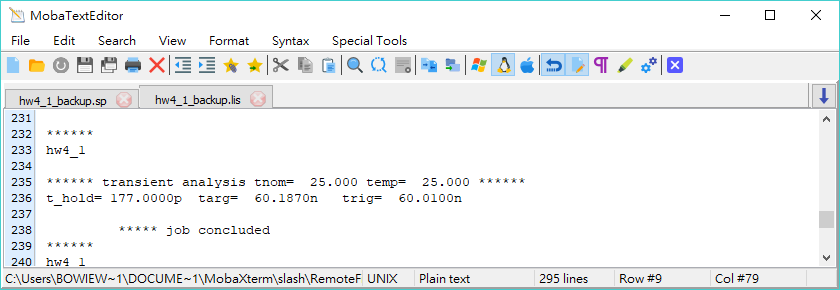 MobaTextEditor
File Edit Search View Format Syntax Special Tools
hw4_1_backup.sp hw4_1_backup.lis
231
232 ******
233 hw4_1
234
235 ****** transient analysis tnom=  25.000 temp=  25.000 ******
236 t_hold= 177.0000p  targ=  60.1870n   trig=  60.0100n
237
238          ***** job concluded
239 ******
240 hw4_1
C:\Users\BOWIEW~1\DOCUME~1\MobaXterm\slash\RemoteF UNIX Plain text 295 lines Row #9 Col #79